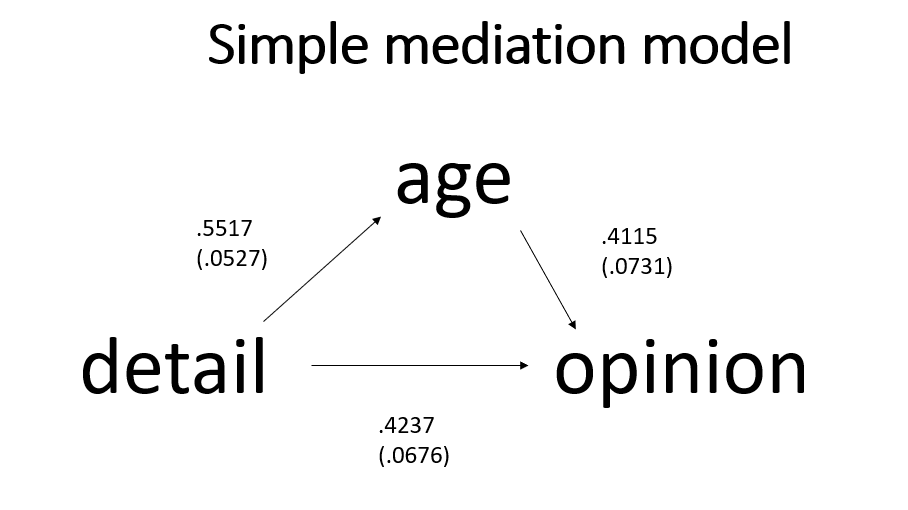 Simple mediation model
age
.5517
(.0527)
.4115
(.0731)
detail
opinion
.4237
(.0676)